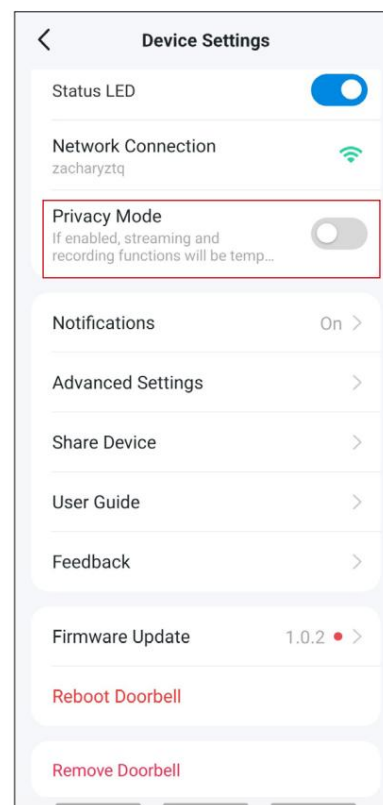 Device Settings
Status LED
Network Connection
zacharyztq
Privacy Mode
If enabled, streaming and
recording functions will be temp...
Notifications
On
Advanced Settings
Share Device
User Guide
Feedback
Firmware Update
1.0.2
Reboot Doorbell
Remove Doorbell